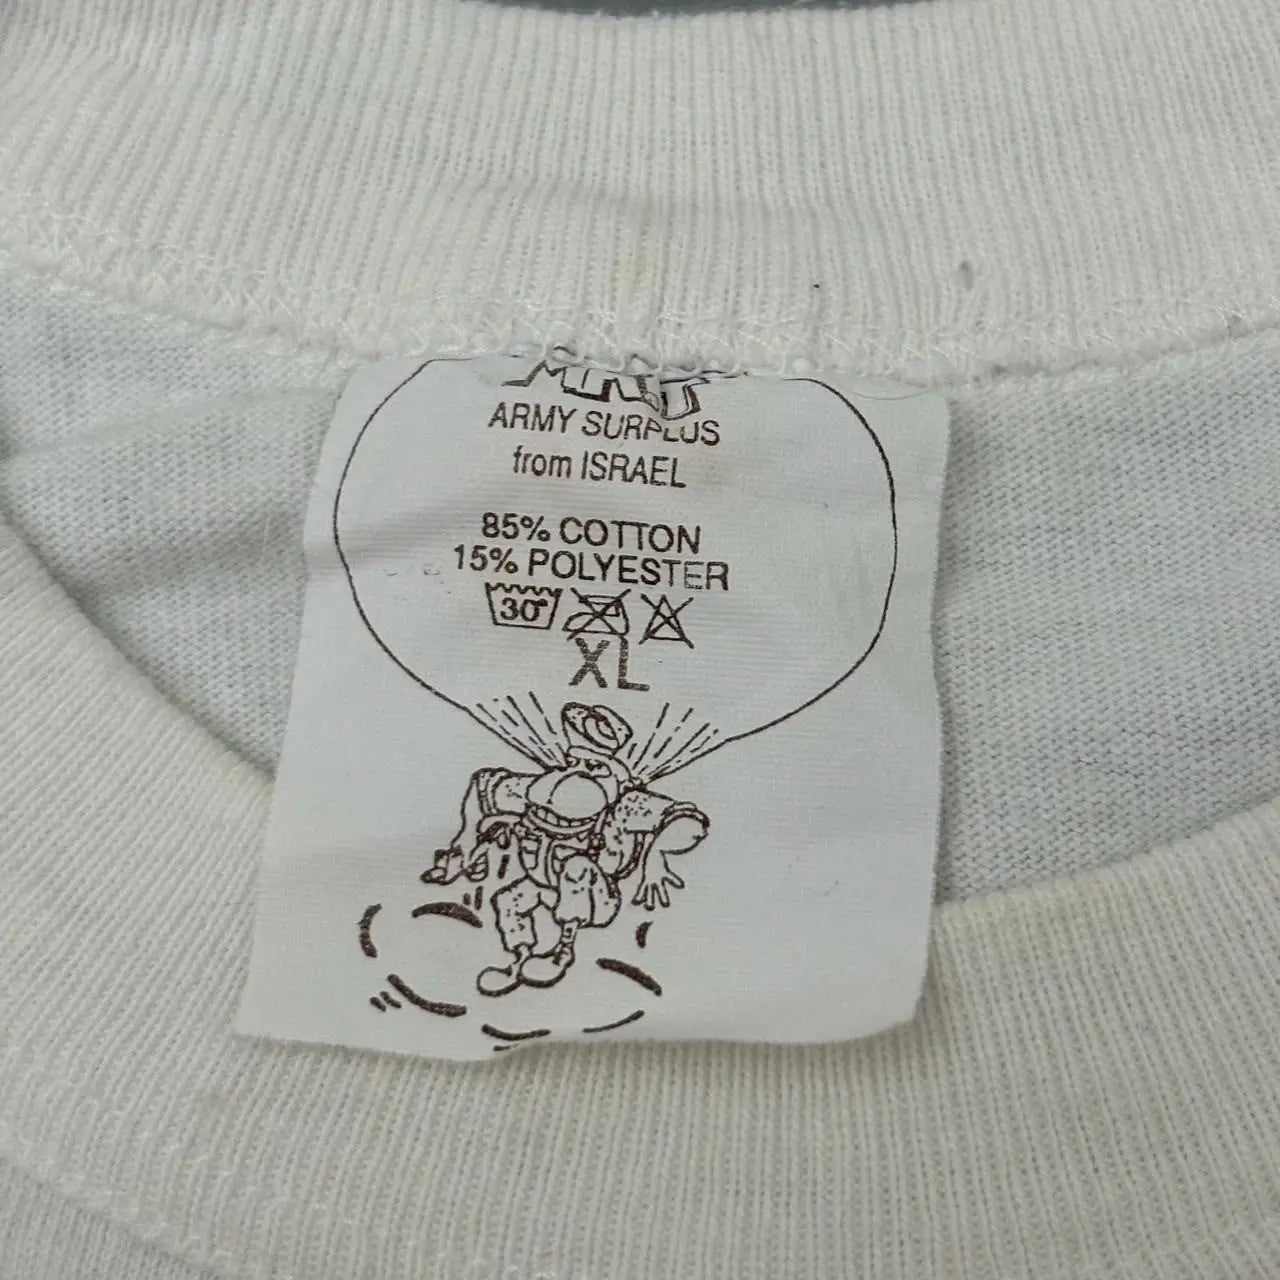 ARMY SURPLUS
from ISRAEL
85% COTTON
15% POLYESTER
30°
XL